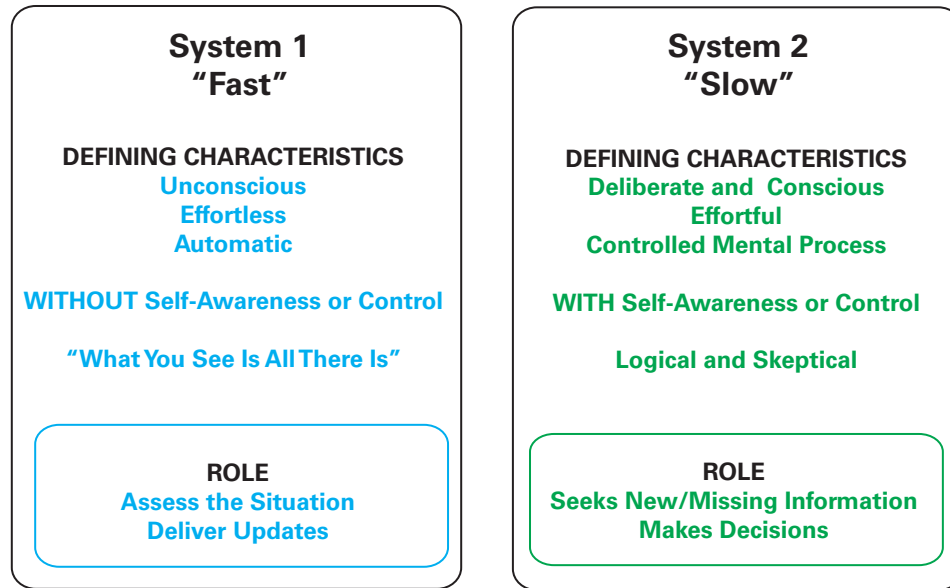 System 1
“Fast”
DEFINING CHARACTERISTICS
Unconscious
Effortless
Automatic
WITHOUT Self-Awareness or Control
“What You See Is All There Is”
ROLE
Assess the Situation
Deliver Updates
System 2
“Slow”
DEFINING CHARACTERISTICS
Deliberate and Conscious
Effortful
Controlled Mental Process
WITH Self-Awareness or Control
Logical and Skeptical
ROLE
Seeks New/Missing Information
Makes Decisions